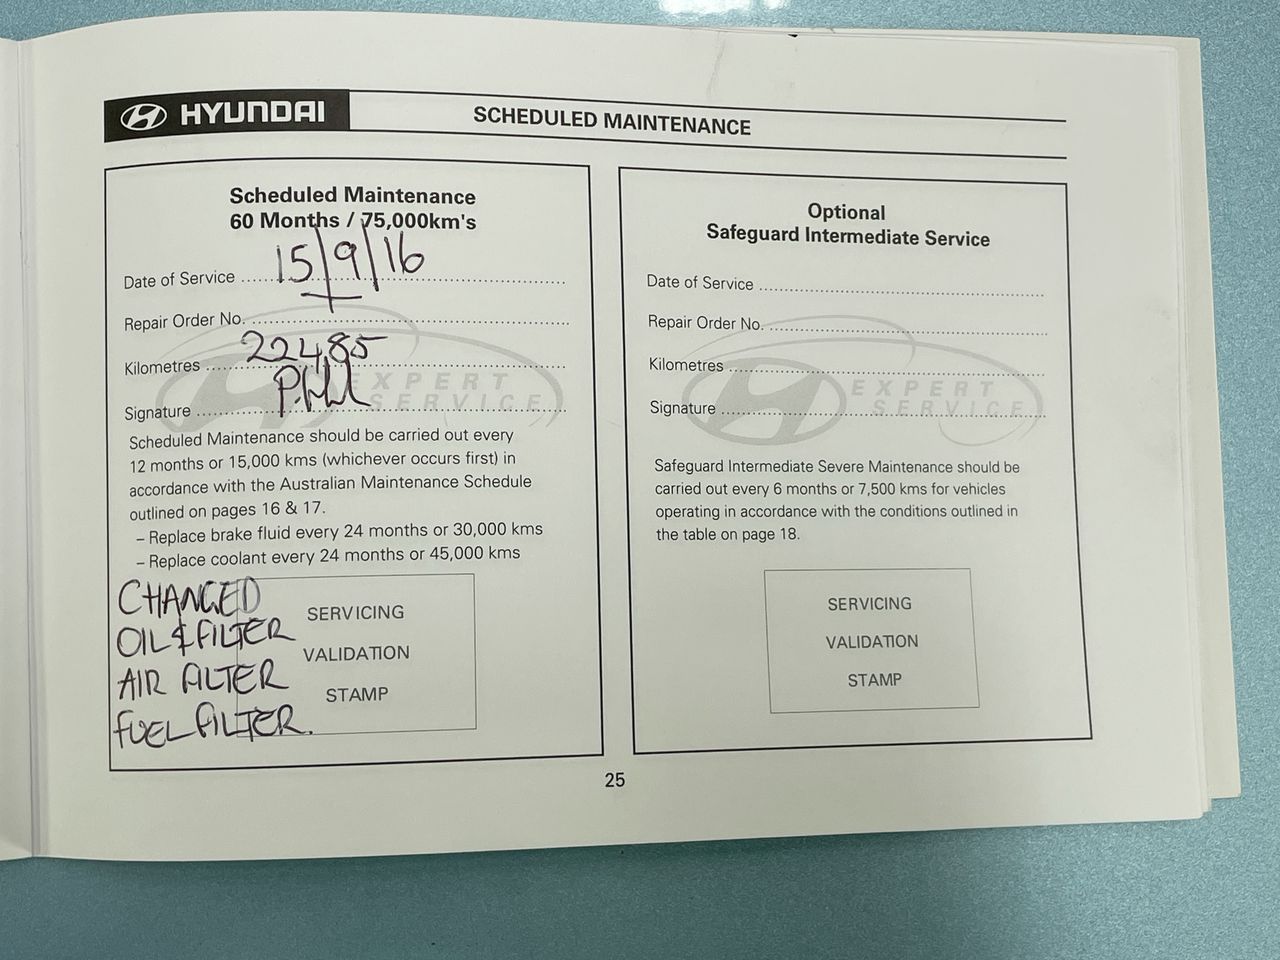 HYUNDAI
SCHEDULED MAINTENANCE
Scheduled Maintenance
60 Months / 75,000km's
Date of Service 15/9/16
Repair Order No.
Kilometres 22485
Signature
EXPERT
SERVICE
Scheduled Maintenance should be carried out every
12 months or 15,000 kms (whichever occurs first) in
accordance with the Australian Maintenance Schedule
outlined on pages 16 & 17.
– Replace brake fluid every 24 months or 30,000 kms
– Replace coolant every 24 months or 45,000 kms
CHANGED
OIL & FILTER
AIR FILTER
FUEL FILTER.
SERVICING
VALIDATION
STAMP
Optional
Safeguard Intermediate Service
Date of Service
Repair Order No.
Kilometres
Signature
EXPERT
SERVICE
Safeguard Intermediate Severe Maintenance should be
carried out every 6 months or 7,500 kms for vehicles
operating in accordance with the conditions outlined in
the table on page 18.
SERVICING
VALIDATION
STAMP
25